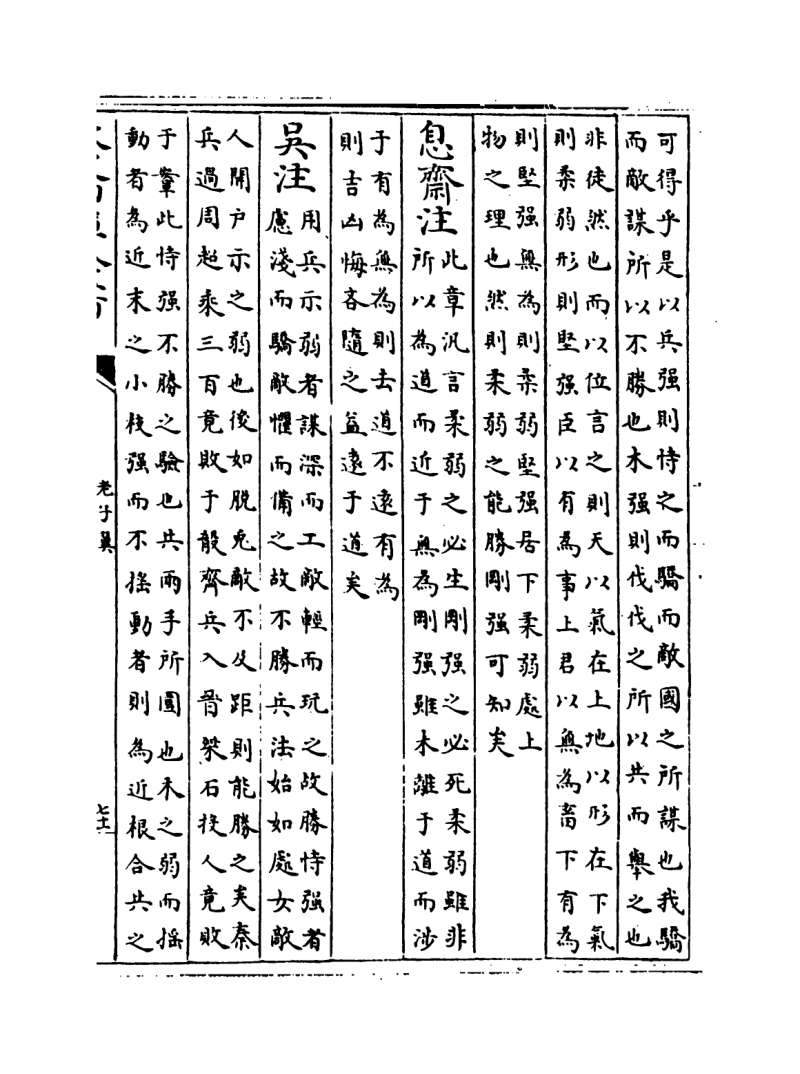 可得乎是以兵强則恃之而驕而敵國之所謀也我驕
而敵謀所以不勝也木强則伐伐之所以共而舉之也
非徒然也而以位言之則天以氣在上地以形在下氣
則柔弱形則堅强臣以有為事上君以無為畜下有為
則堅强無為則柔弱堅强居下柔弱處上
物之理也然則柔弱之能勝剛强可知矣
息齋注
此章汎言柔弱之必生剛强之必死柔弱雖非
所以為道而近于無為剛强雖未離于道而涉
于有為無為則去道不遠有為
則吉凶悔吝隨之益遠于道矣
吳注
用兵示弱者謀深而工敵輕而玩之故勝恃强者
慮淺而驕敵懼而備之故不勝兵法始如處女敵
人開户示之弱也後如脱兎敵不及距則能勝之矣秦
兵過周超乘三百竟敗于殽齊兵入晉桀石投人竟敗
于鞌此恃强不勝之驗也共兩手所圍也木之弱而揺
動者為近末之小枝强而不揺動者則為近根合共之
老子翼